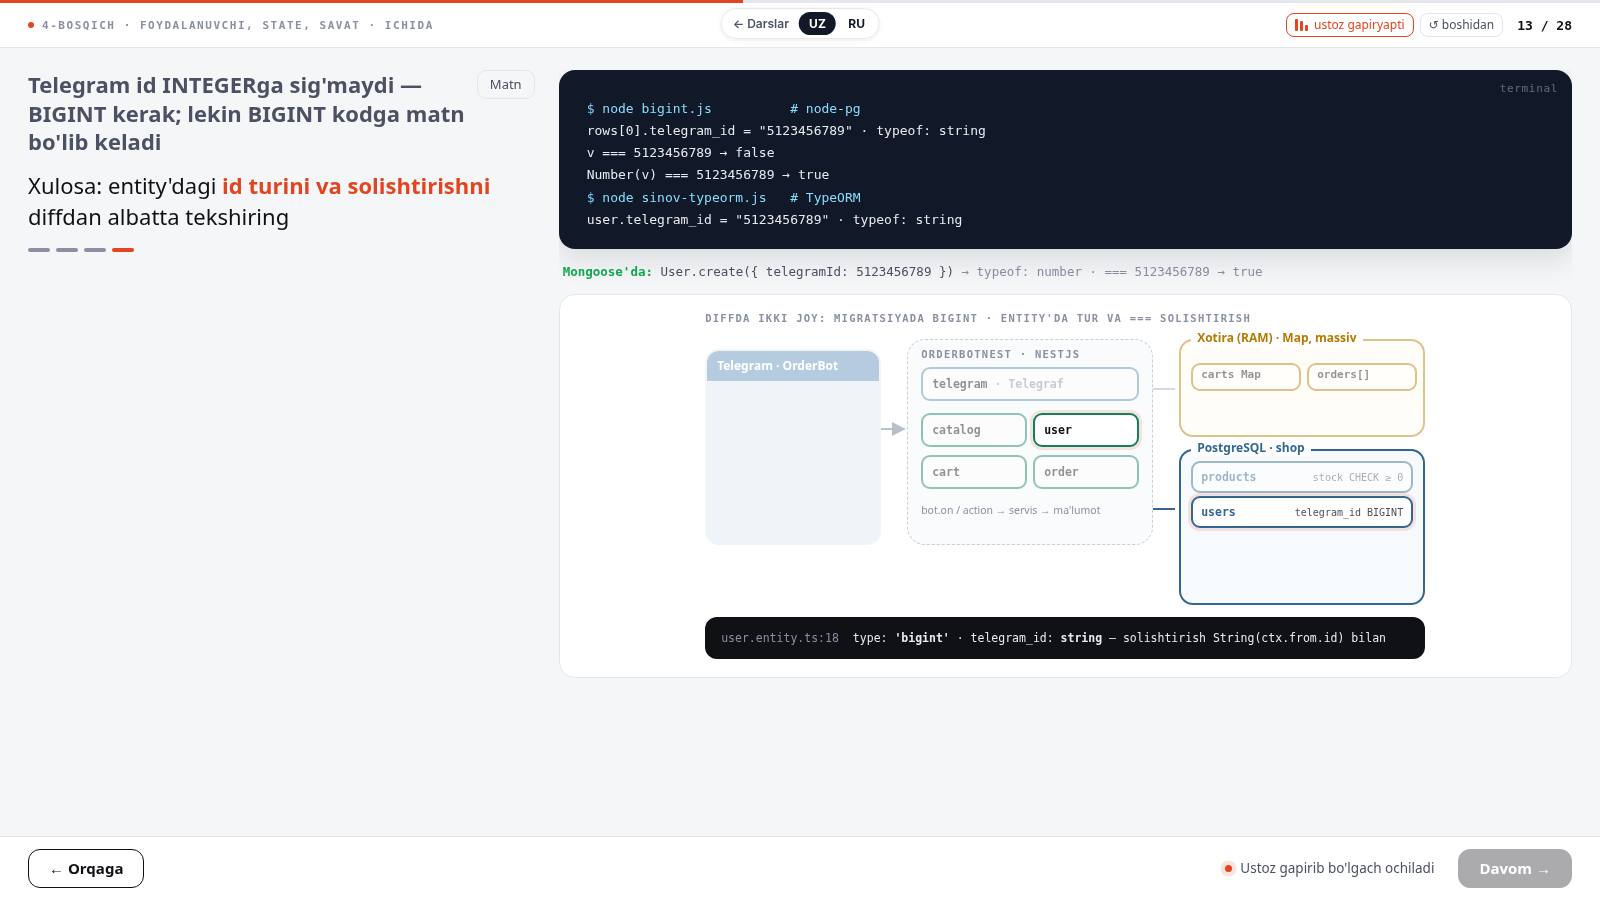 4-BOSQICH · FOYDALANUVCHI, STATE, SAVAT · ICHIDA
← Darslar UZ RU
ustoz gapiryapti
↺ boshidan
13 / 28
Telegram id INTEGERga sig'maydi —
BIGINT kerak; lekin BIGINT kodga matn
bo'lib keladi
Matn
Xulosa: entity'dagi id turini va solishtirishni
diffdan albatta tekshiring
terminal
$ node bigint.js # node-pg
rows[0].telegram_id = "5123456789" · typeof: string
v === 5123456789 → false
Number(v) === 5123456789 → true
$ node sinov-typeorm.js # TypeORM
user.telegram_id = "5123456789" · typeof: string
Mongoose'da: User.create({ telegramId: 5123456789 }) → typeof: number · === 5123456789 → true
DIFFDA IKKI JOY: MIGRATSIYADA BIGINT · ENTITY'DA TUR VA === SOLISHTIRISH
Telegram · OrderBot
ORDERBOTNEST · NESTJS
telegram · Telegraf
catalog
user
cart
order
bot.on / action → servis → ma'lumot
Xotira (RAM) · Map, massiv
carts Map
orders[]
PostgreSQL · shop
products stock CHECK ≥ 0
users telegram_id BIGINT
user.entity.ts:18 type: 'bigint' · telegram_id: string — solishtirish String(ctx.from.id) bilan
← Orqaga
Ustoz gapirib bo'lgach ochiladi
Davom →